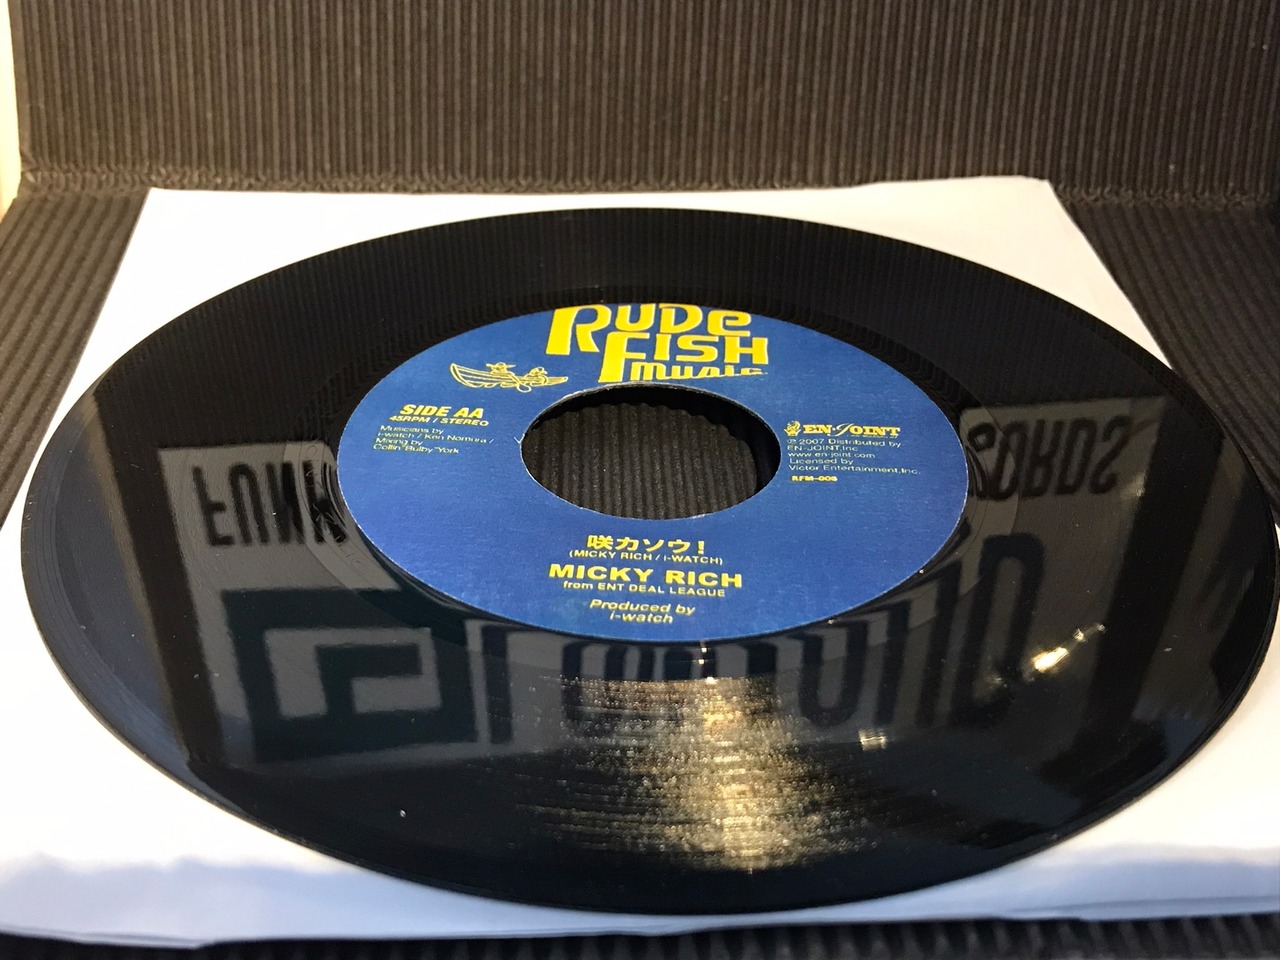 RUDE
FISH
MUSIC
SIDE AA
45RPM / STEREO
Musicians by
i-watch / Ken Nomura /
Mixing by
Collin"Bulby"York
EN-JOINT
℗ 2007 Distributed by
EN-JOINT,Inc
www.en-joint.com
Licensed by
Victor Entertainment,Inc.
RFM-008
咲カソウ!
(MICKY RICH / i-WATCH)
MICKY RICH
from ENT DEAL LEAGUE
Produced by
i-watch